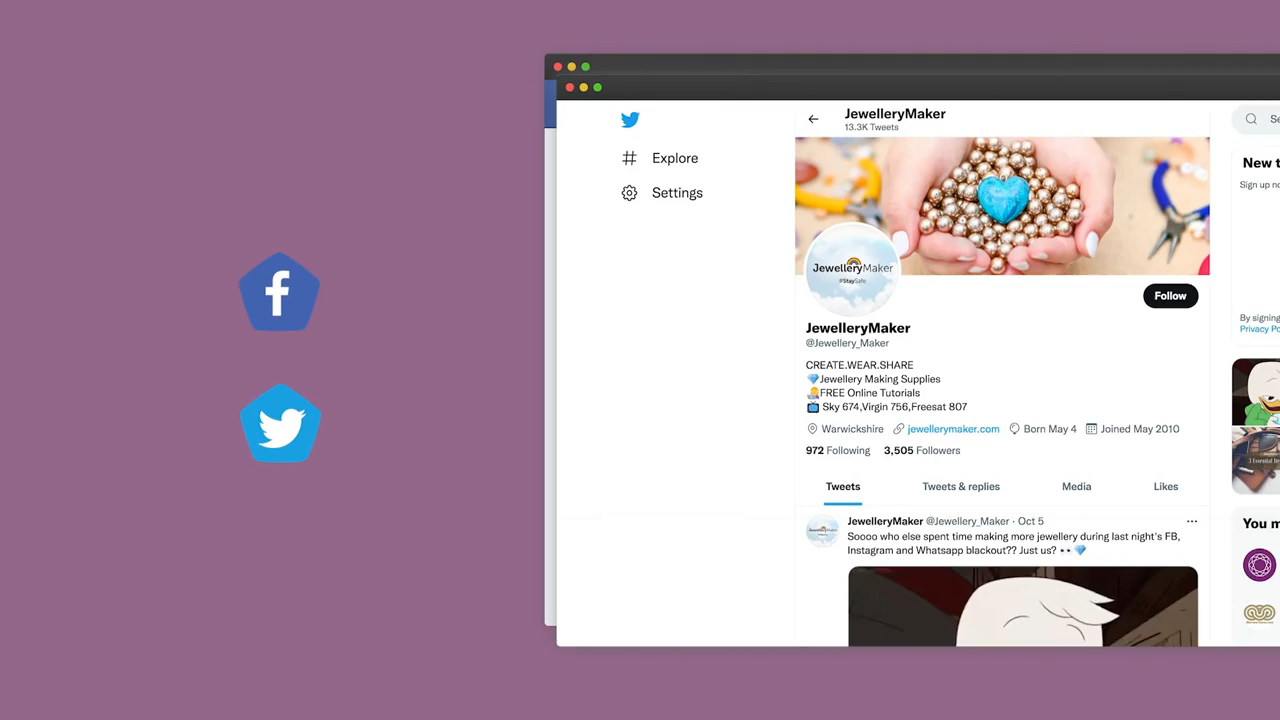 JewelleryMaker
13.3K Tweets
Explore
Settings
New t
Sign up no
JewelleryMaker
#StaySafe
Follow
By signing
Privacy Po
JewelleryMaker
@Jewellery_Maker
CREATE.WEAR.SHARE
💎Jewellery Making Supplies
FREE Online Tutorials
📺 Sky 674,Virgin 756,Freesat 807
Warwickshire jewellerymaker.com Born May 4 Joined May 2010
972 Following 3,505 Followers
Tweets Tweets & replies Media Likes
JewelleryMaker @Jewellery_Maker · Oct 5
Soooo who else spent time making more jewellery during last night's FB,
Instagram and Whatsapp blackout?? Just us? 👀 💎
You m